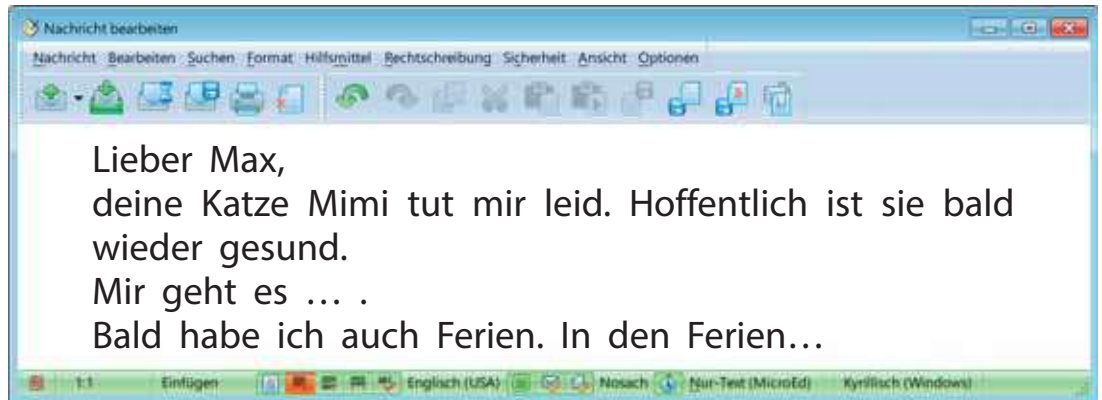 Nachricht bearbeiten
Nachricht Bearbeiten Suchen Format Hilfsmittel Rechtschreibung Sicherheit Ansicht Optionen
Lieber Max,
deine Katze Mimi tut mir leid. Hoffentlich ist sie bald
wieder gesund.
Mir geht es … .
Bald habe ich auch Ferien. In den Ferien…
1:1 Einfügen Englisch (USA) Nosach Nur-Text (MicroEd) Kyrillisch (Windows)